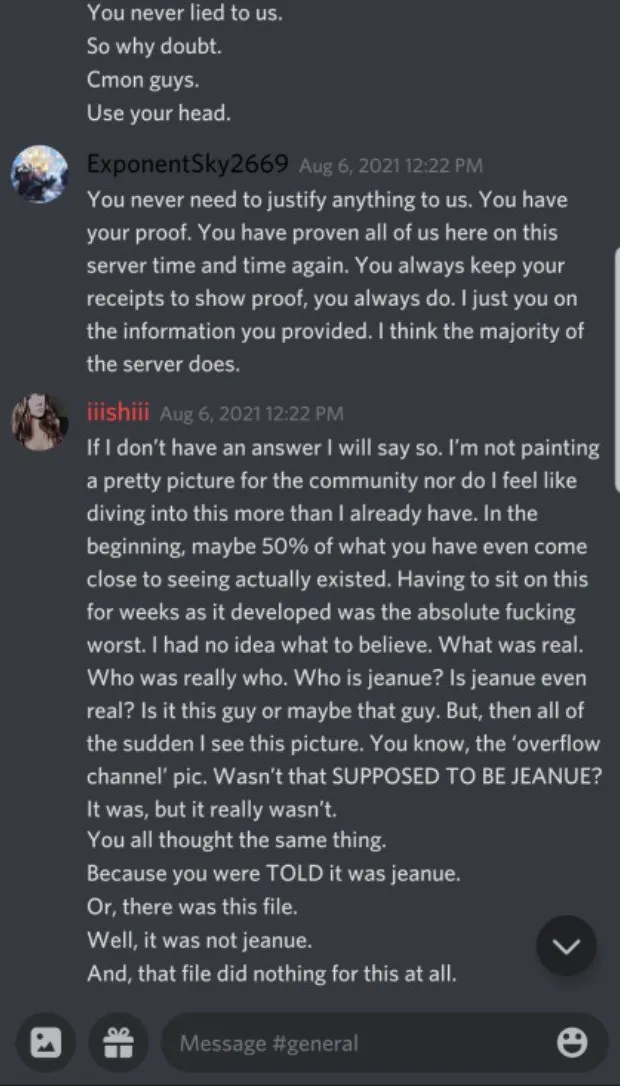 You never lied to us.
So why doubt.
Cmon guys.
Use your head.
ExponentSky2669 Aug 6, 2021 12:22 PM
You never need to justify anything to us. You have
your proof. You have proven all of us here on this
server time and time again. You always keep your
receipts to show proof, you always do. I just you on
the information you provided. I think the majority of
the server does.
iiishiii Aug 6, 2021 12:22 PM
If I don't have an answer I will say so. I'm not painting
a pretty picture for the community nor do I feel like
diving into this more than I already have. In the
beginning, maybe 50% of what you have even come
close to seeing actually existed. Having to sit on this
for weeks as it developed was the absolute fucking
worst. I had no idea what to believe. What was real.
Who was really who. Who is jeanue? Is jeanue even
real? Is it this guy or maybe that guy. But, then all of
the sudden I see this picture. You know, the ‘overflow
channel’ pic. Wasn't that SUPPOSED TO BE JEANUE?
It was, but it really wasn't.
You all thought the same thing.
Because you were TOLD it was jeanue.
Or, there was this file.
Well, it was not jeanue.
And, that file did nothing for this at all.
Message #general